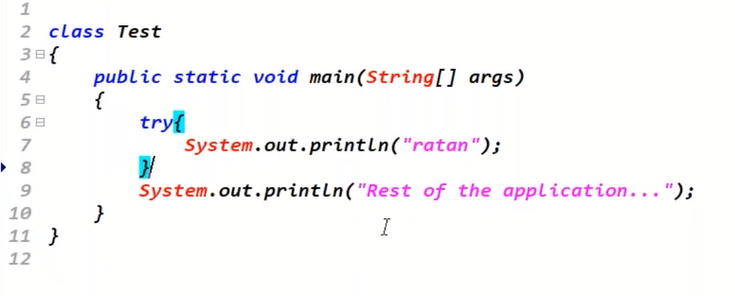 1
2 class Test
3 {
4 public static void main(String[] args)
5 {
6 try{
7 System.out.println("ratan");
8 }
9 System.out.println("Rest of the application...");
10 }
11 }
12